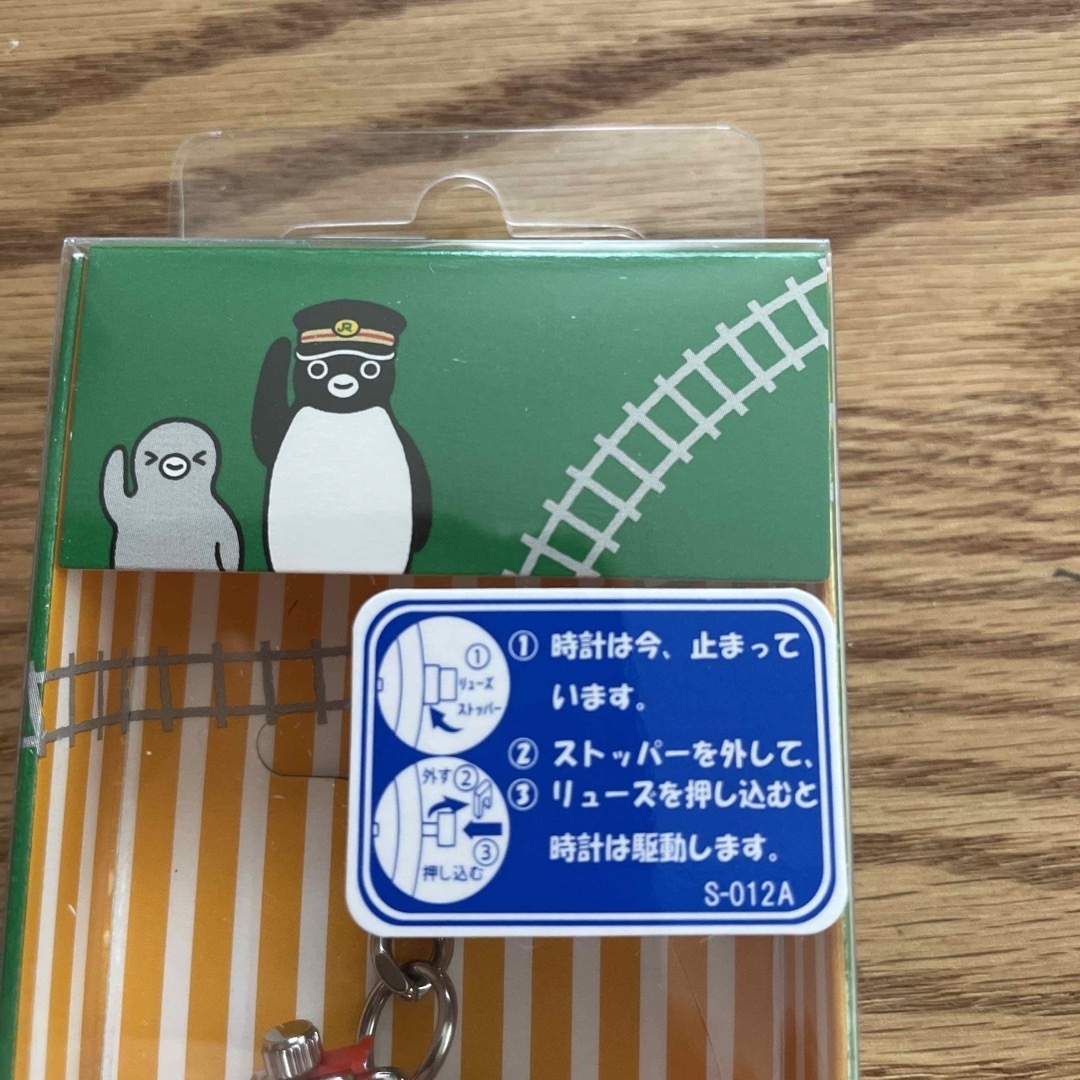 JR
① 時計は今、止まって
います。
② ストッパーを外して、
③ リューズを押し込むと
時計は駆動します。
S-012A
①
リューズ
ストッパー
外す②
③
押し込む